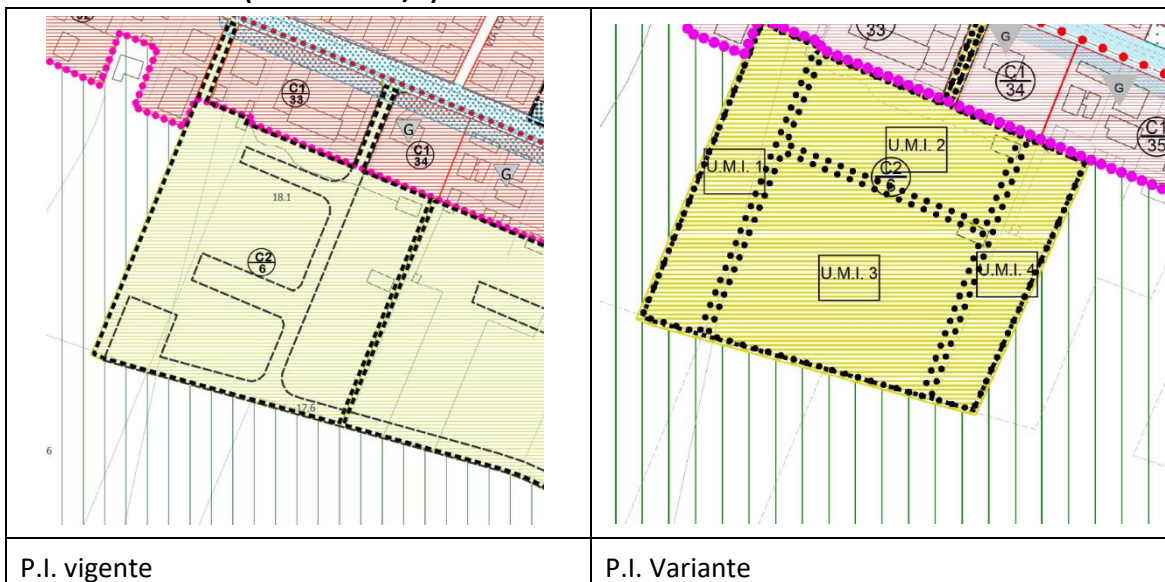 33
C1
34
G
G
18.1
C2
6
17.6
6
33
G
C1
34
G
C1
35
U.M.I. 2
U.M.I. 1
C2
6
U.M.I. 3
U.M.I. 4
P.I. vigente
P.I. Variante